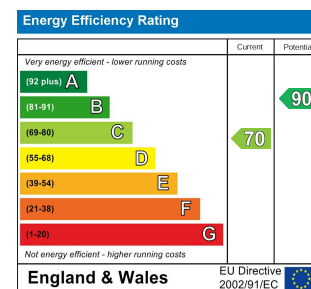 Energy Efficiency Rating
Current Potentia
Very energy efficient - lower running costs
(92 plus) A
(81-91) B
90
(69-80) C
70
(55-68) D
(39-54) E
(21-38) F
(1-20) G
Not energy efficient - higher running costs
England & Wales
EU Directive
2002/91/EC